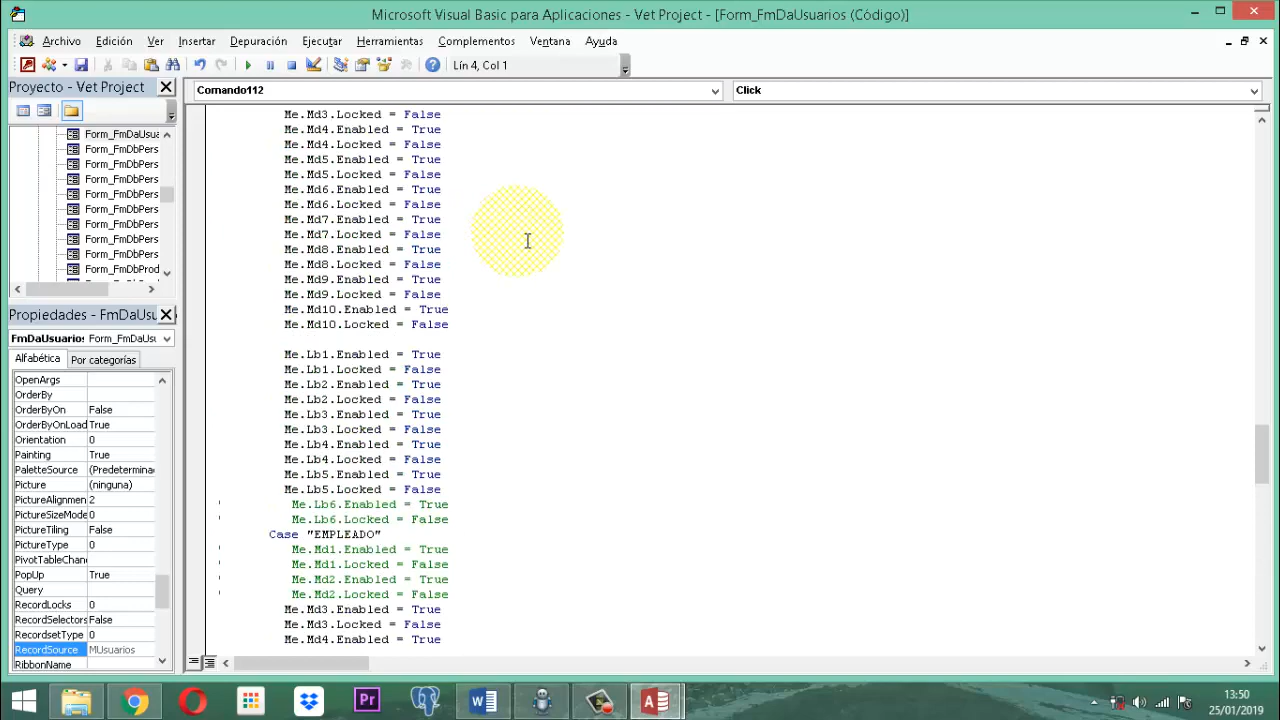 Microsoft Visual Basic para Aplicaciones - Vet Project - [Form_FmDaUsuarios (Código)]
Archivo Edición Ver Insertar Formato Depuración Ejecutar Herramientas Complementos Ventana Ayuda
Lín 4, Col 1
Proyecto - Vet Project
Comando112
Click
Form_FmDaUsua
Form_FmDbPers
Form_FmDbPers
Form_FmDbPers
Form_FmDbPers
Form_FmDbPers
Form_FmDbPers
Form_FmDbPers
Form_FmDbPers
Form_FmDbProd
Propiedades - FmDaUsu
FmDaUsuarios Form_FmDaUsu
Alfabética Por categorías
OpenArgs
OrderBy
OrderByOn False
OrderByOnLoad True
Orientation 0
Painting True
PaletteSource (Predeterminad
Picture (ninguna)
PictureAlignmen 2
PictureSizeMode 0
PictureTiling False
PictureType 0
PivotTableChan
PopUp True
Query
RecordLocks 0
RecordSelectors False
RecordsetType 0
RecordSource MUsuarios
RibbonName
Me.Md3.Locked = False
Me.Md4.Enabled = True
Me.Md4.Locked = False
Me.Md5.Enabled = True
Me.Md5.Locked = False
Me.Md6.Enabled = True
Me.Md6.Locked = False
Me.Md7.Enabled = True
Me.Md7.Locked = False
Me.Md8.Enabled = True
Me.Md8.Locked = False
Me.Md9.Enabled = True
Me.Md9.Locked = False
Me.Md10.Enabled = True
Me.Md10.Locked = False
Me.Lb1.Enabled = True
Me.Lb1.Locked = False
Me.Lb2.Enabled = True
Me.Lb2.Locked = False
Me.Lb3.Enabled = True
Me.Lb3.Locked = False
Me.Lb4.Enabled = True
Me.Lb4.Locked = False
Me.Lb5.Enabled = True
Me.Lb5.Locked = False
' Me.Lb6.Enabled = True
' Me.Lb6.Locked = False
Case "EMPLEADO"
' Me.Md1.Enabled = True
' Me.Md1.Locked = False
' Me.Md2.Enabled = True
' Me.Md2.Locked = False
Me.Md3.Enabled = True
Me.Md3.Locked = False
Me.Md4.Enabled = True
Pr
13:50
25/01/2019